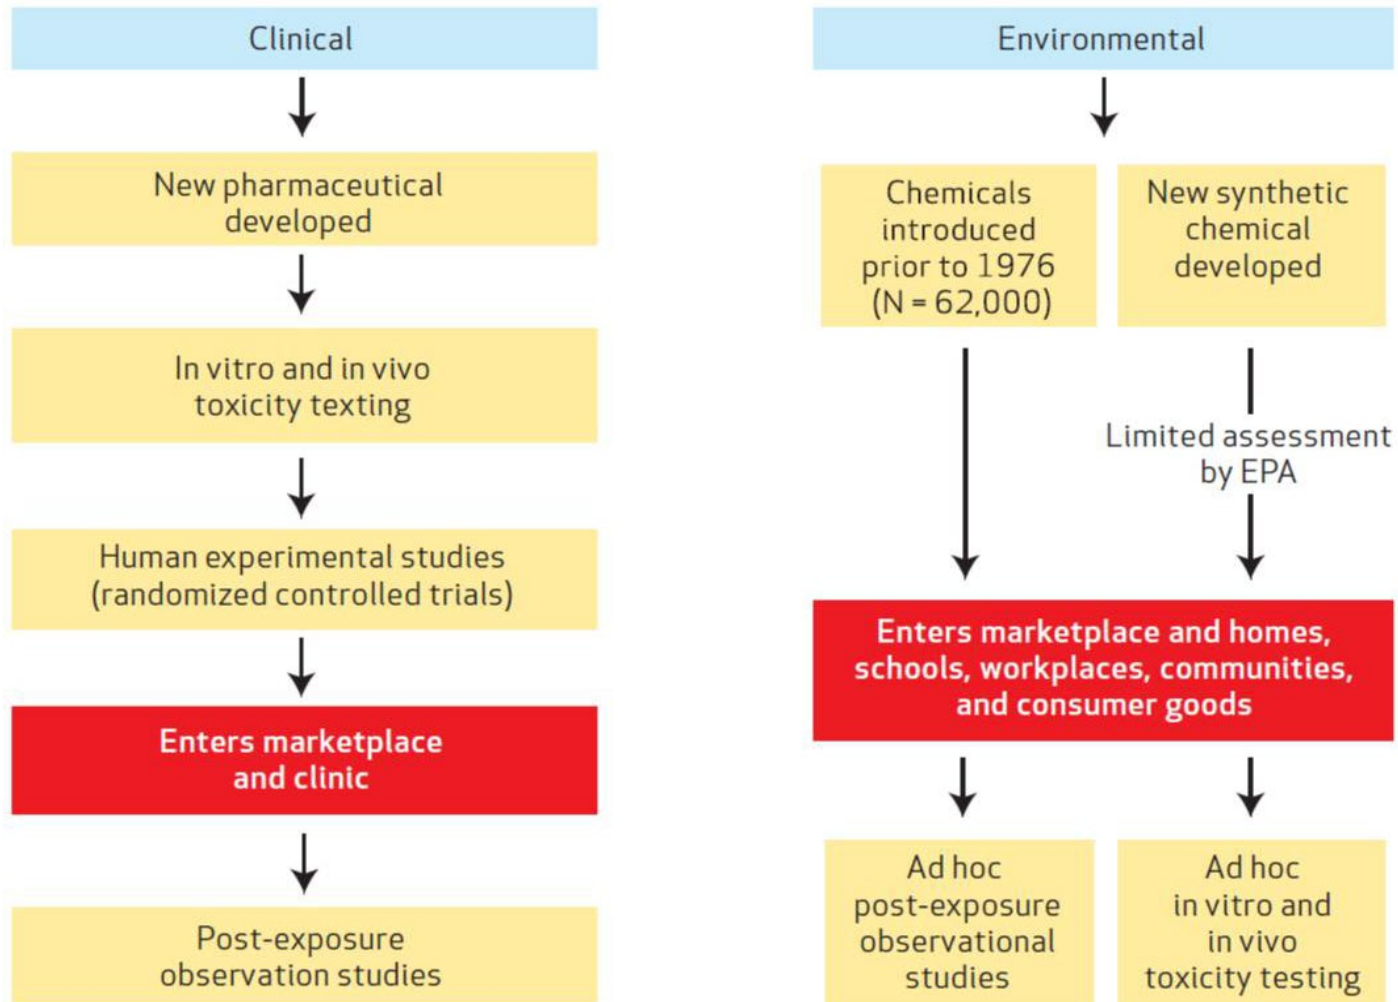 Clinical
New pharmaceutical
developed
In vitro and in vivo
toxicity texting
Human experimental studies
(randomized controlled trials)
Enters marketplace
and clinic
Post-exposure
observation studies
Environmental
Chemicals
introduced
prior to 1976
(N = 62,000)
New synthetic
chemical
developed
Limited assessment
by EPA
Enters marketplace and homes,
schools, workplaces, communities,
and consumer goods
Ad hoc
post-exposure
observational
studies
Ad hoc
in vitro and
in vivo
toxicity testing